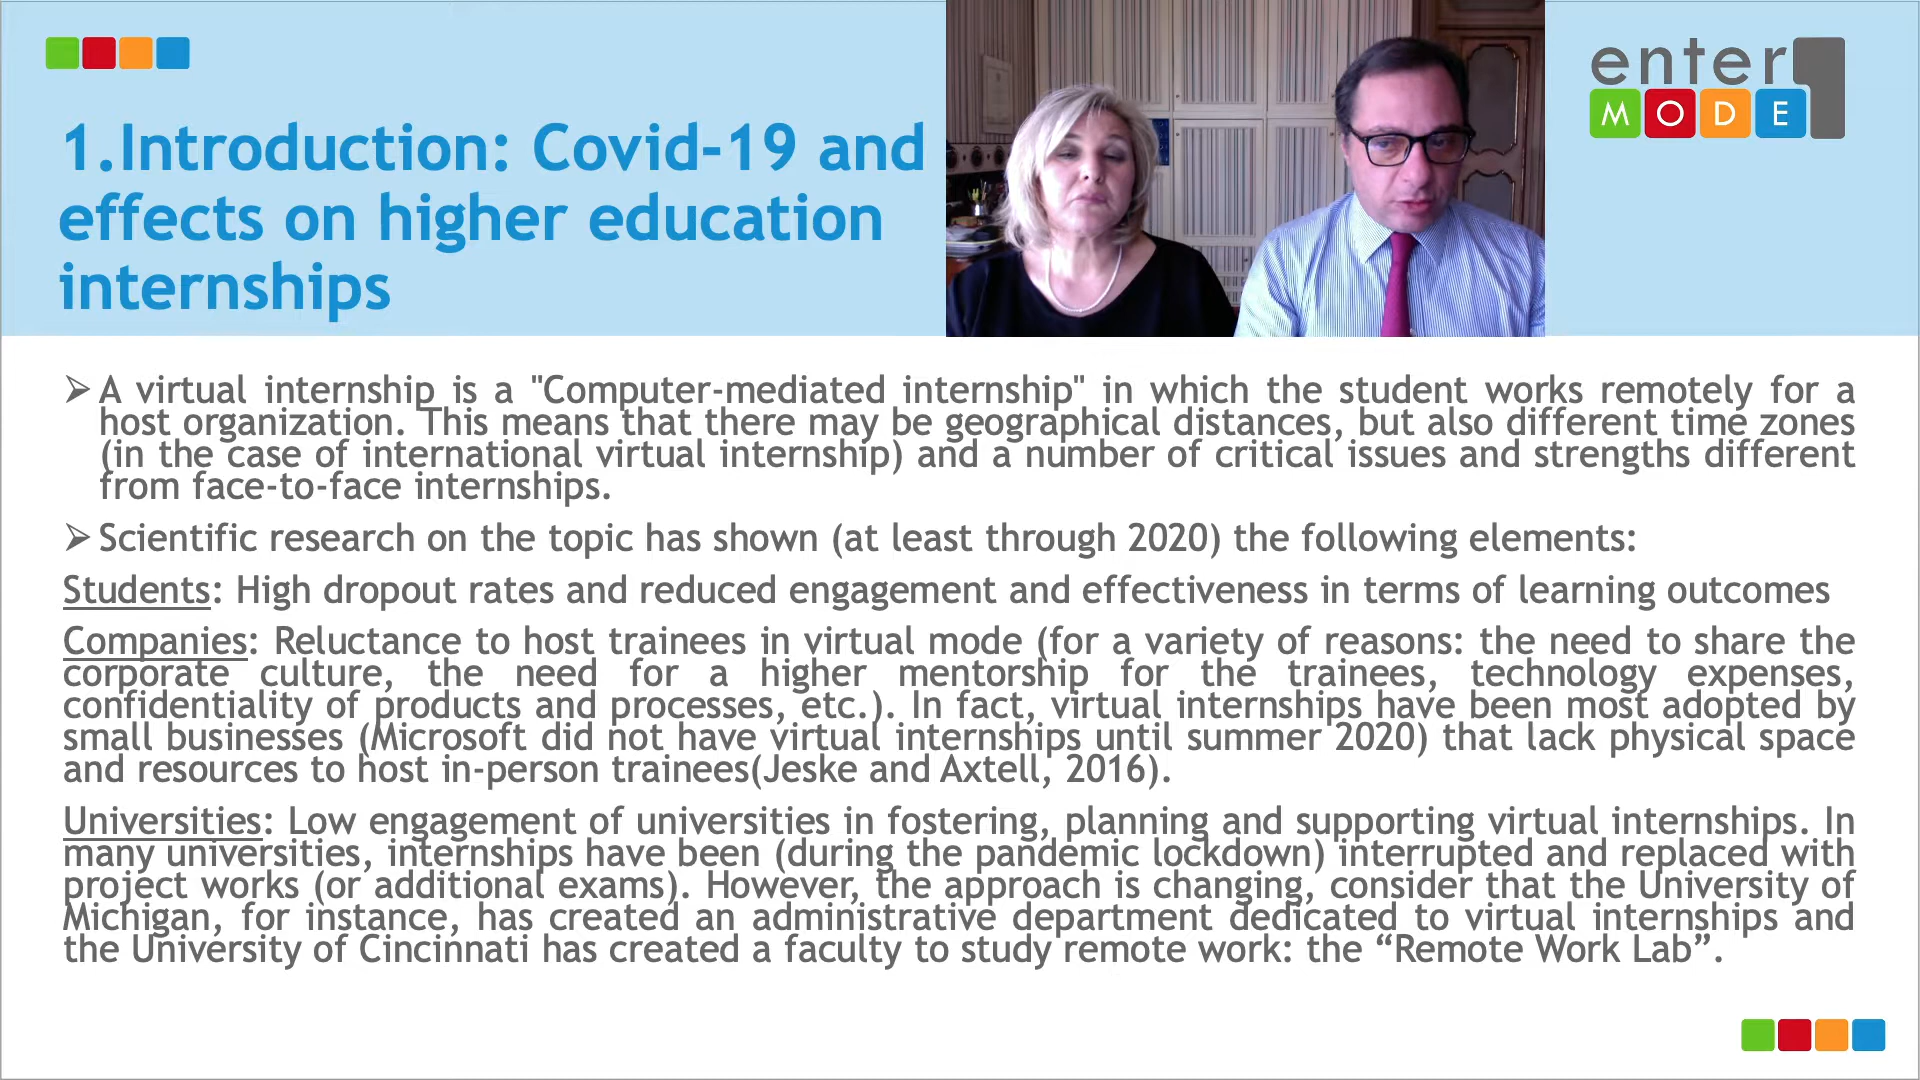 enter
MODE
1.Introduction: Covid-19 and
effects on higher education
internships
➢ A virtual internship is a "Computer-mediated internship" in which the student works remotely for a
host organization. This means that there may be geographical distances, but also different time zones
(in the case of international virtual internship) and a number of critical issues and strengths different
from face-to-face internships.
➢ Scientific research on the topic has shown (at least through 2020) the following elements:
Students: High dropout rates and reduced engagement and effectiveness in terms of learning outcomes
Companies: Reluctance to host trainees in virtual mode (for a variety of reasons: the need to share the
corporate culture, the need for a higher mentorship for the trainees, technology expenses,
confidentiality of products and processes, etc.). In fact, virtual internships have been most adopted by
small businesses (Microsoft did not have virtual internships until summer 2020) that lack physical space
and resources to host in-person trainees(Jeske and Axtell, 2016).
Universities: Low engagement of universities in fostering, planning and supporting virtual internships. In
many universities, internships have been (during the pandemic lockdown) interrupted and replaced with
project works (or additional exams). However, the approach is changing, consider that the University of
Michigan, for instance, has created an administrative department dedicated to virtual internships and
the University of Cincinnati has created a faculty to study remote work: the “Remote Work Lab”.